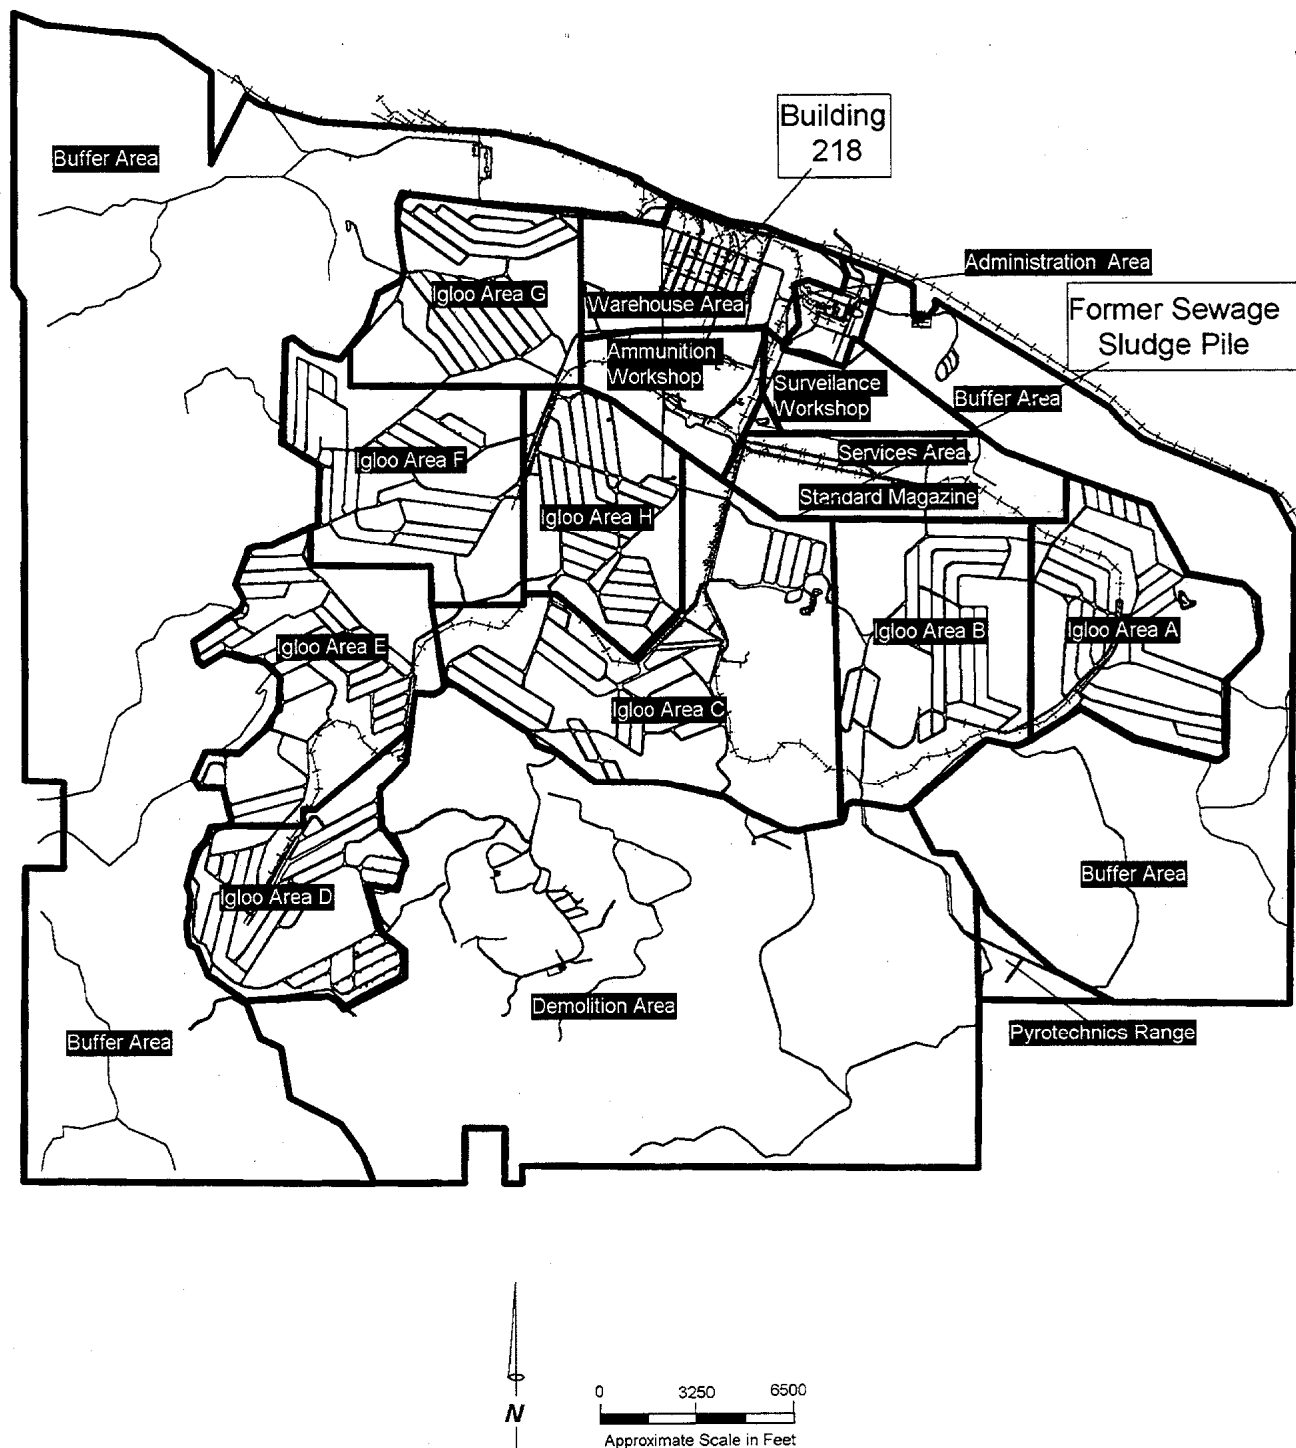 Building
218
Buffer Area
Administration Area
Igloo Area G
Warehouse Area
Former Sewage
Sludge Pile
Ammunition
Workshop
Surveilance
Workshop
Buffer Area
Igloo Area F
Services Area
Standard Magazine
Igloo Area H
Igloo Area E
Igloo Area B
Igloo Area A
Igloo Area C
Buffer Area
Igloo Area D
Demolition Area
Pyrotechnics Range
Buffer Area
0 3250 6500
N
Approximate Scale in Feet